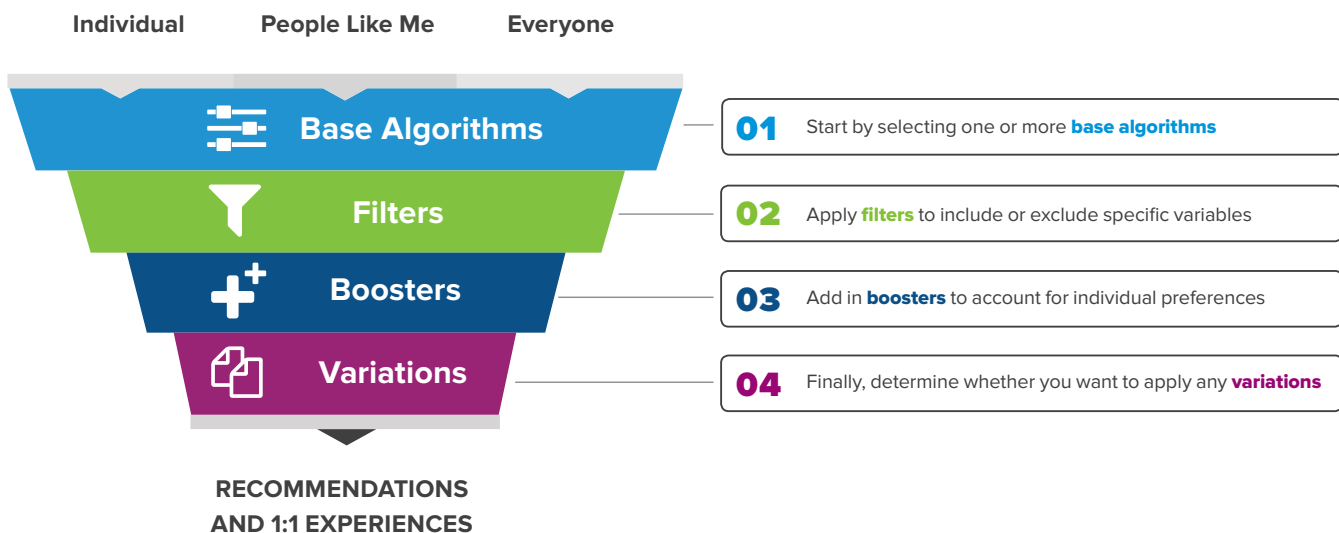 Individual People Like Me Everyone
Base Algorithms
01 Start by selecting one or more base algorithms
Filters
02 Apply filters to include or exclude specific variables
Boosters
03 Add in boosters to account for individual preferences
Variations
04 Finally, determine whether you want to apply any variations
RECOMMENDATIONS
AND 1:1 EXPERIENCES